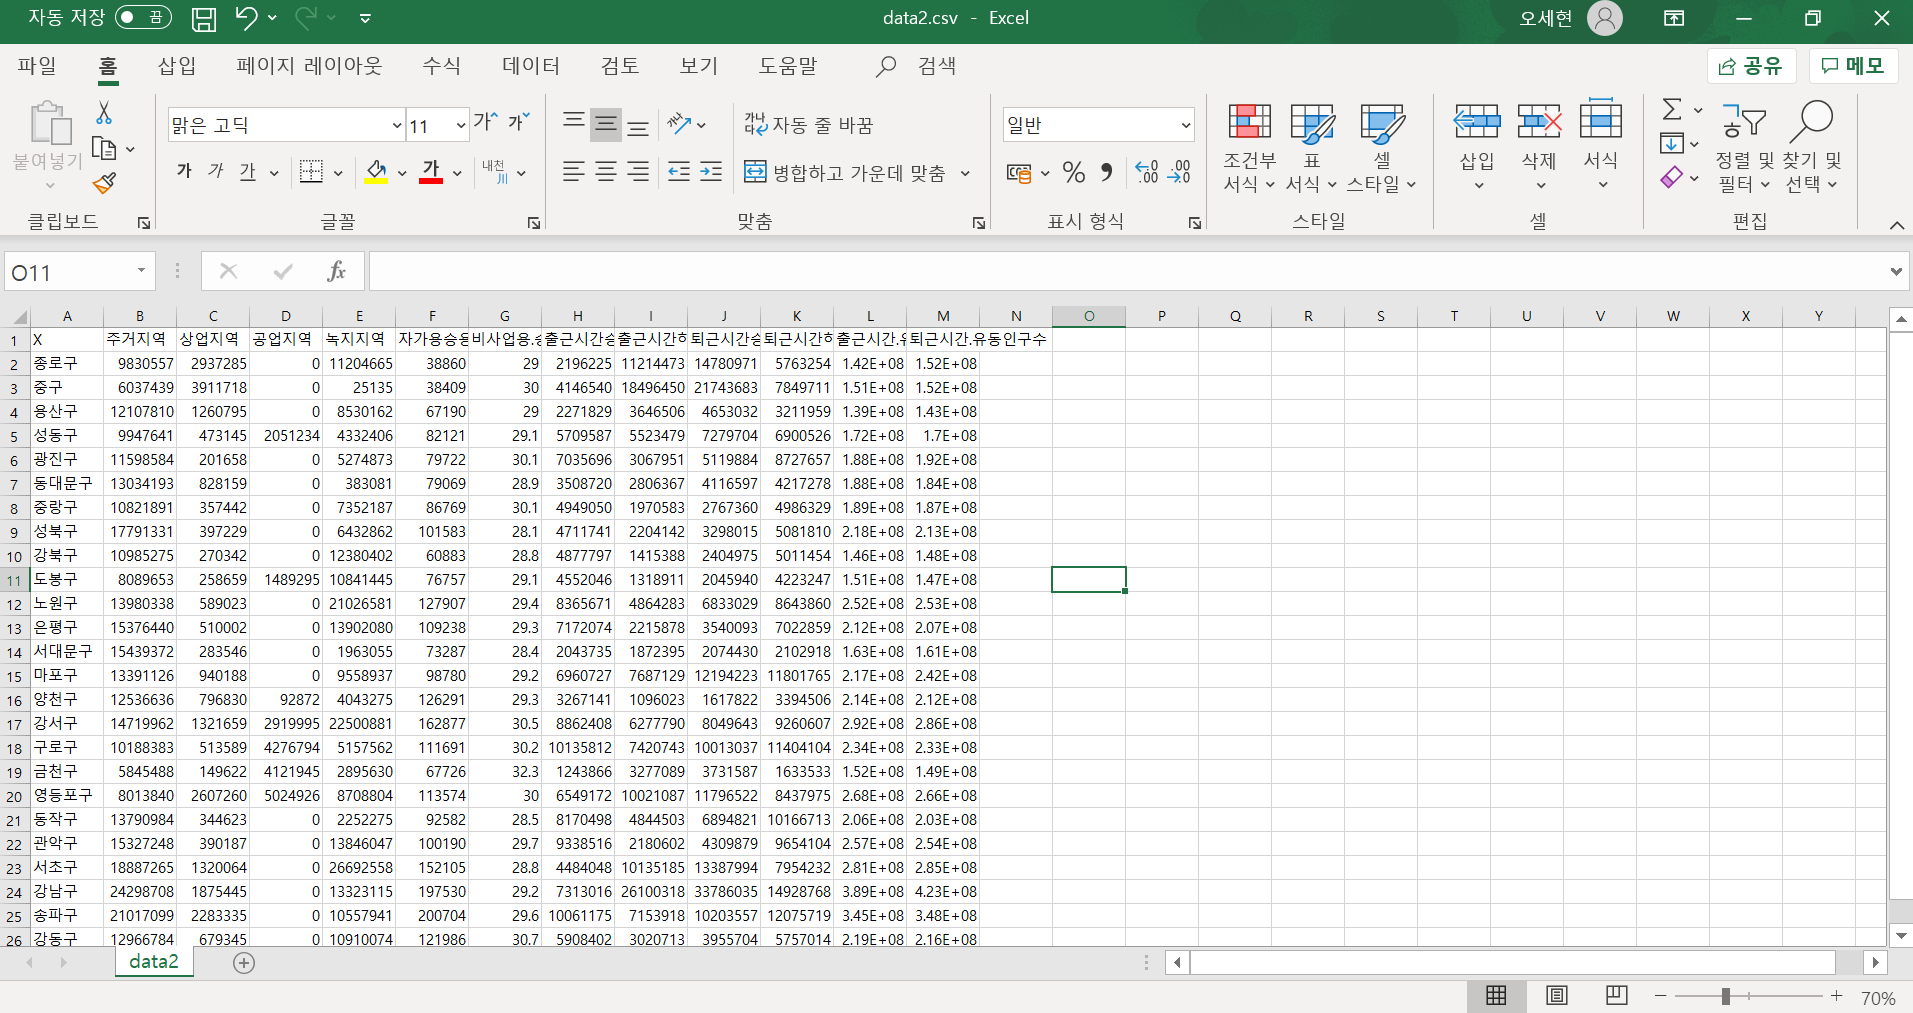 자동 저장 끔 data2.csv - Excel 오세현
파일 홈 삽입 페이지 레이아웃 수식 데이터 검토 보기 도움말 검색 공유 메모
붙여넣기 맑은 고딕 11 가 가 가나다 자동 줄 바꿈 일반 조건부 서식 표 서식 셀 스타일 삽입 삭제 서식 정렬 및 필터 찾기 및 선택
가 가 가 가 내천 병합하고 가운데 맞춤 % .00
클립보드 글꼴 맞춤 표시 형식 스타일 셀 편집
O11 fx
A B C D E F G H I J K L M N O P Q R S T U V W X Y
1 X 주거지역 상업지역 공업지역 녹지지역 자가용승용 비사업용.승 출근시간승 출근시간하 퇴근시간승 퇴근시간하 출근시간.유 퇴근시간.유동인구수
2 종로구 9830557 2937285 0 11204665 38860 29 2196225 11214473 14780971 5763254 1.42E+08 1.52E+08
3 중구 6037439 3911718 0 25135 38409 30 4146540 18496450 21743683 7849711 1.51E+08 1.52E+08
4 용산구 12107810 1260795 0 8530162 67190 29 2271829 3646506 4653032 3211959 1.39E+08 1.43E+08
5 성동구 9947641 473145 2051234 4332406 82121 29.1 5709587 5523479 7279704 6900526 1.72E+08 1.7E+08
6 광진구 11598584 201658 0 5274873 79722 30.1 7035696 3067951 5119884 8727657 1.88E+08 1.92E+08
7 동대문구 13034193 828159 0 383081 79069 28.9 3508720 2806367 4116597 4217278 1.88E+08 1.84E+08
8 중랑구 10821891 357442 0 7352187 86769 30.1 4949050 1970583 2767360 4986329 1.89E+08 1.87E+08
9 성북구 17791331 397229 0 6432862 101583 28.1 4711741 2204142 3298015 5081810 2.18E+08 2.13E+08
10 강북구 10985275 270342 0 12380402 60883 28.8 4877797 1415388 2404975 5011454 1.46E+08 1.48E+08
11 도봉구 8089653 258659 1489295 10841445 76757 29.1 4552046 1318911 2045940 4223247 1.51E+08 1.47E+08
12 노원구 13980338 589023 0 21026581 127907 29.4 8365671 4864283 6833029 8643860 2.52E+08 2.53E+08
13 은평구 15376440 510002 0 13902080 109238 29.3 7172074 2215878 3540093 7022859 2.12E+08 2.07E+08
14 서대문구 15439372 283546 0 1963055 73287 28.4 2043735 1872395 2074430 2102918 1.63E+08 1.61E+08
15 마포구 13391126 940188 0 9558937 98780 29.2 6960727 7687129 12194223 11801765 2.17E+08 2.42E+08
16 양천구 12536636 796830 92872 4043275 126291 29.3 3267141 1096023 1617822 3394506 2.14E+08 2.12E+08
17 강서구 14719962 1321659 2919995 22500881 162877 30.5 8862408 6277790 8049643 9260607 2.92E+08 2.86E+08
18 구로구 10188383 513589 4276794 5157562 111691 30.2 10135812 7420743 10013037 11404104 2.34E+08 2.33E+08
19 금천구 5845488 149622 4121945 2895630 67726 32.3 1243866 3277089 3731587 1633533 1.52E+08 1.49E+08
20 영등포구 8013840 2607260 5024926 8708804 113574 30 6549172 10021087 11796522 8437975 2.68E+08 2.66E+08
21 동작구 13790984 344623 0 2252275 92582 28.5 8170498 4844503 6894821 10166713 2.06E+08 2.03E+08
22 관악구 15327248 390187 0 13846047 100190 29.7 9338516 2180602 4309879 9654104 2.57E+08 2.54E+08
23 서초구 18887265 1320064 0 26692558 152105 28.8 4484048 10135185 13387994 7954232 2.81E+08 2.85E+08
24 강남구 24298708 1875445 0 13323115 197530 29.2 7313016 26100318 33786035 14928768 3.89E+08 4.23E+08
25 송파구 21017099 2283335 0 10557941 200704 29.6 10061175 7153918 10203557 12075719 3.45E+08 3.48E+08
26 강동구 12966784 679345 0 10910074 121986 30.7 5908402 3020713 3955704 5757014 2.19E+08 2.16E+08
data2
70%